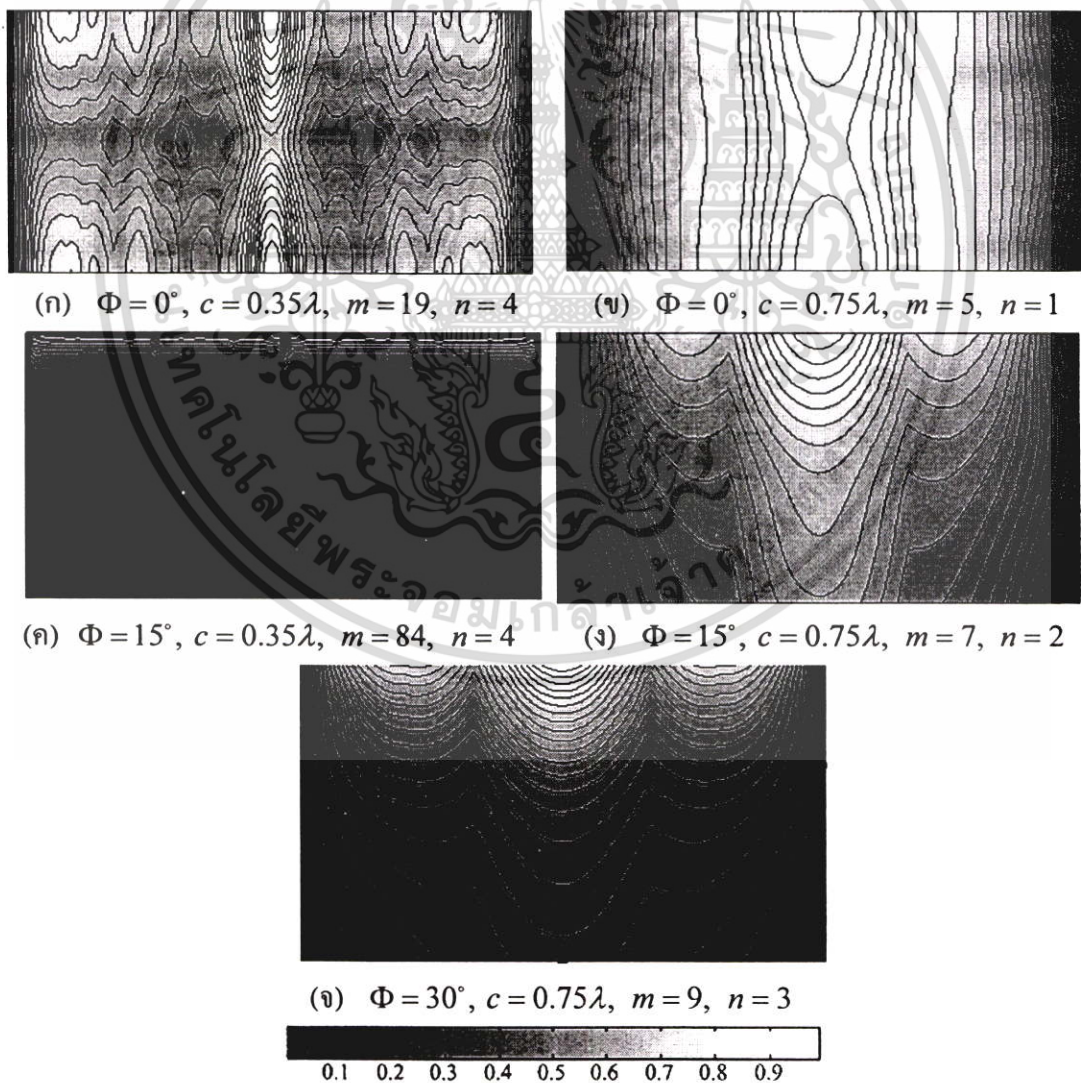 (ก) Φ = 0°, c = 0.35λ, m = 19, n = 4
(ข) Φ = 0°, c = 0.75λ, m = 5, n = 1
(ค) Φ = 15°, c = 0.35λ, m = 84, n = 4
(ง) Φ = 15°, c = 0.75λ, m = 7, n = 2
(จ) Φ = 30°, c = 0.75λ, m = 9, n = 3
0.1 0.2 0.3 0.4 0.5 0.6 0.7 0.8 0.9